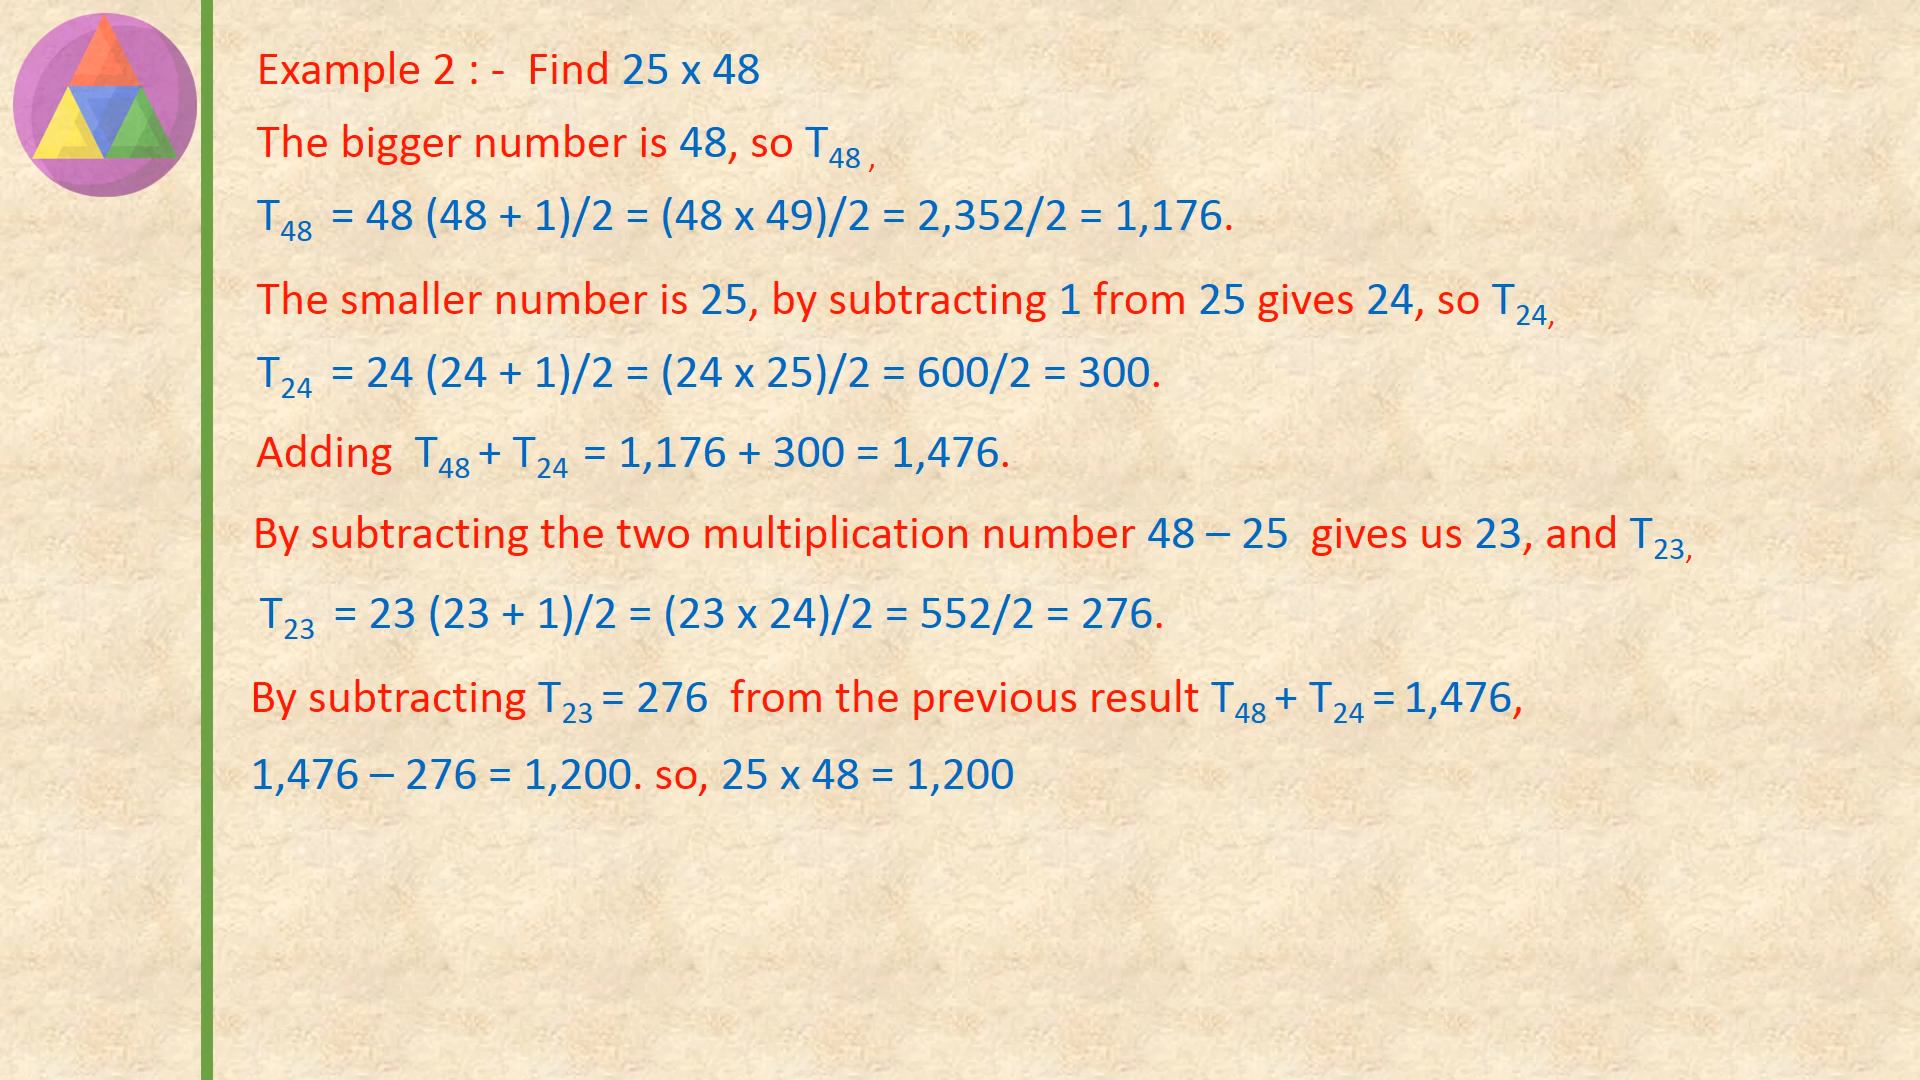 Example 2 : -  Find 25 x 48
The bigger number is 48, so T₄₈ ,
T₄₈ = 48 (48 + 1)/2 = (48 x 49)/2 = 2,352/2 = 1,176.
The smaller number is 25, by subtracting 1 from 25 gives 24, so T₂₄,
T₂₄ = 24 (24 + 1)/2 = (24 x 25)/2 = 600/2 = 300.
Adding T₄₈ + T₂₄ = 1,176 + 300 = 1,476.
By subtracting the two multiplication number 48 – 25 gives us 23, and T₂₃,
T₂₃ = 23 (23 + 1)/2 = (23 x 24)/2 = 552/2 = 276.
By subtracting T₂₃ = 276 from the previous result T₄₈ + T₂₄ = 1,476,
1,476 – 276 = 1,200. so, 25 x 48 = 1,200